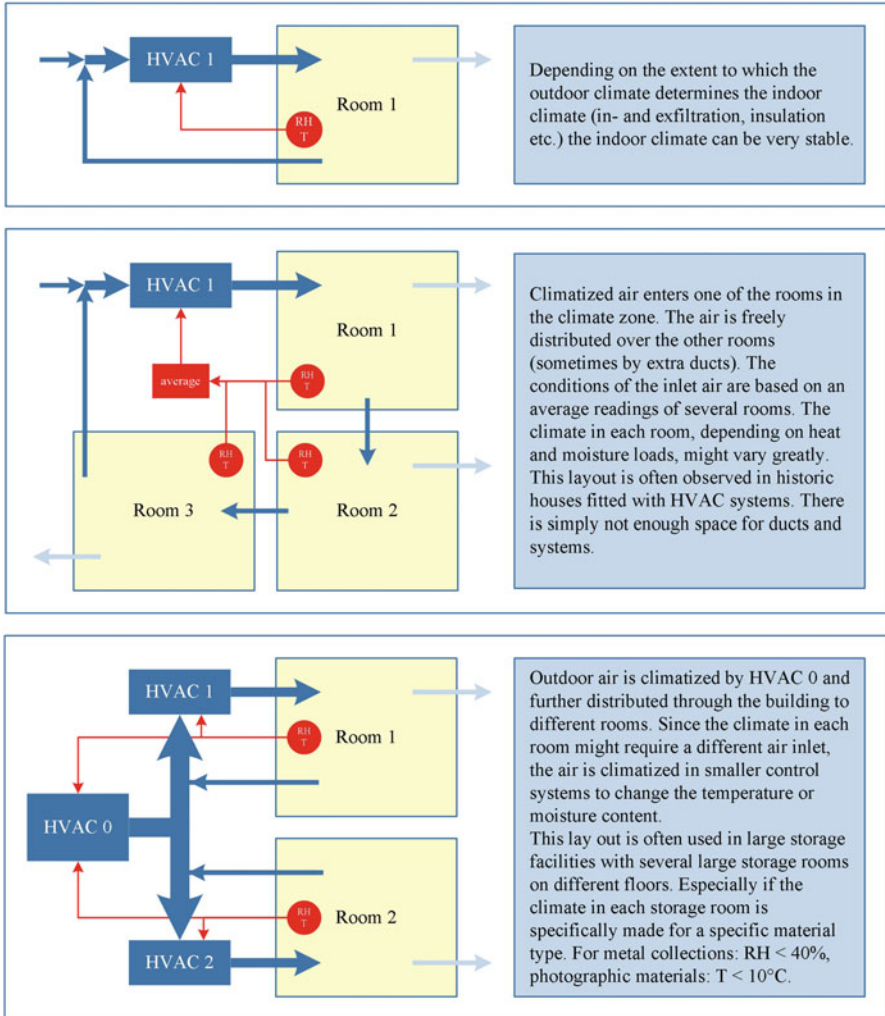 HVAC 1
Room 1
RH
T
Depending on the extent to which the
outdoor climate determines the indoor
climate (in- and exfiltration, insulation
etc.) the indoor climate can be very stable.
HVAC 1
Room 1
average
RH
T
RH
T
RH
T
Room 3
Room 2
Climatized air enters one of the rooms in
the climate zone. The air is freely
distributed over the other rooms
(sometimes by extra ducts). The
conditions of the inlet air are based on an
average readings of several rooms. The
climate in each room, depending on heat
and moisture loads, might vary greatly.
This layout is often observed in historic
houses fitted with HVAC systems. There
is simply not enough space for ducts and
systems.
HVAC 1
RH
T
Room 1
HVAC 0
RH
T
Room 2
HVAC 2
Outdoor air is climatized by HVAC 0 and
further distributed through the building to
different rooms. Since the climate in each
room might require a different air inlet,
the air is climatized in smaller control
systems to change the temperature or
moisture content.
This lay out is often used in large storage
facilities with several large storage rooms
on different floors. Especially if the
climate in each storage room is
specifically made for a specific material
type. For metal collections: RH < 40%,
photographic materials: T < 10°C.